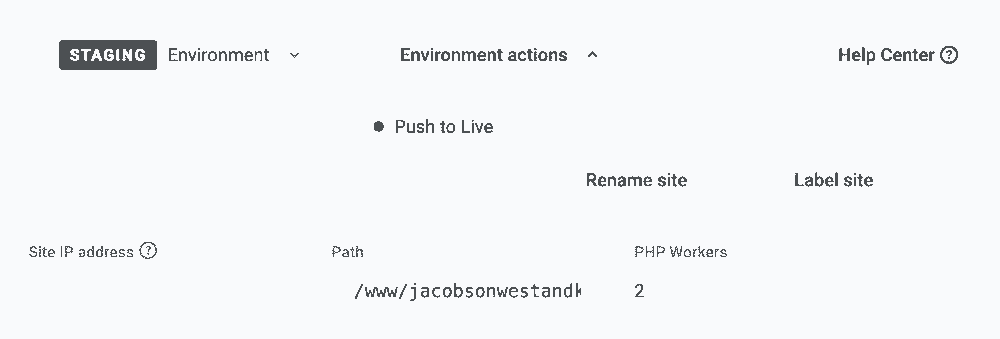 STAGING Environment Environment actions Help Center ?
Push to Live
Rename site Label site
Site IP address ? Path PHP Workers
/www/jacobsonwestandk 2